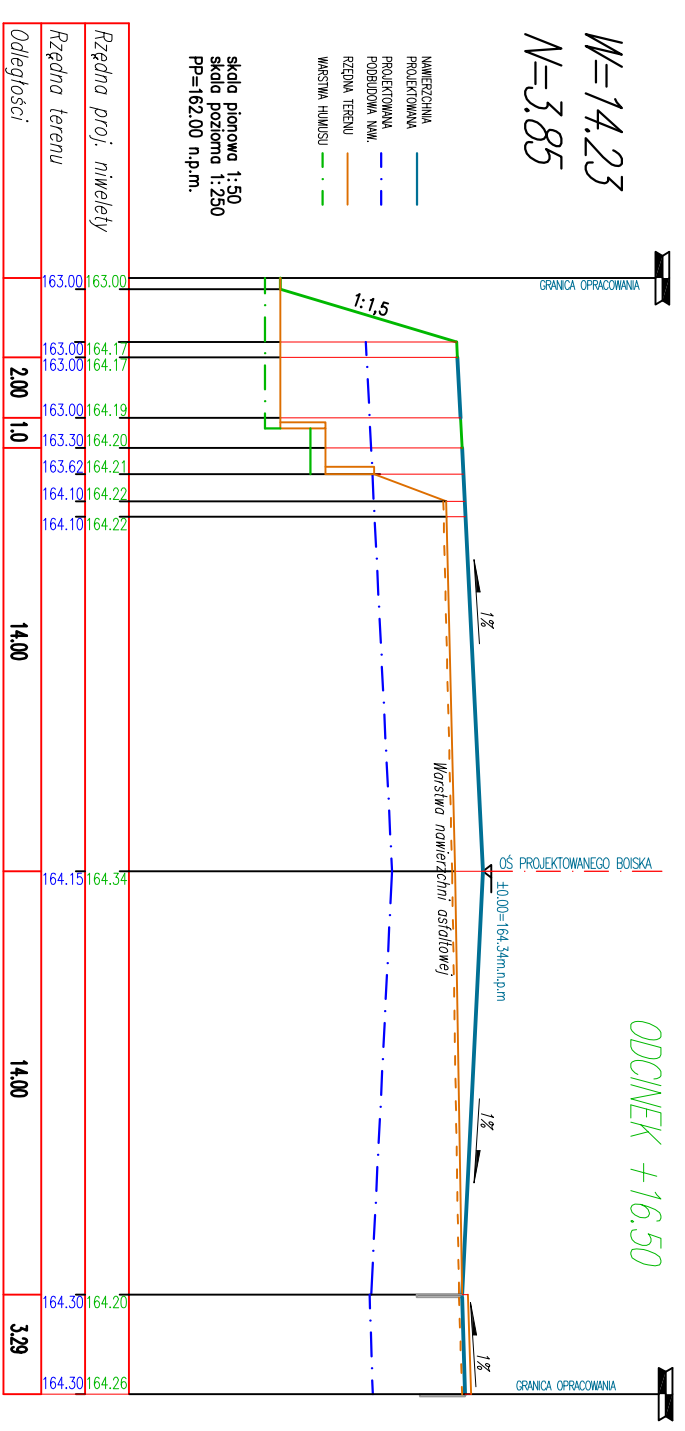 W=14.23
N=3.85
ODCINEK +16.50
GRANICA OPRACOWANIA
OŚ PROJEKTOWANEGO BOISKA
±0.00=164.34m.n.p.m
GRANICA OPRACOWANIA
NAWIERZCHNIA
PROJEKTOWANA
PROJEKTOWANA
PODBUDOWA NAW.
RZĘDNA TERENU
WARSTWA HUMUSU
1:1,5
1%
1%
1%
Warstwa nawierzchni asfaltowej
skala pionowa 1:50
skala pozioma 1:250
PP=162.00 n.p.m.
Rzędna proj. niwelety 163.00 164.17 164.17 164.19 164.20 164.21 164.22 164.22 164.34 164.20 164.26
Rzędna terenu 163.00 163.00 163.00 163.00 163.30 163.62 164.10 164.10 164.15 164.30 164.30
Odległości 2.00 1.0 14.00 14.00 3.29